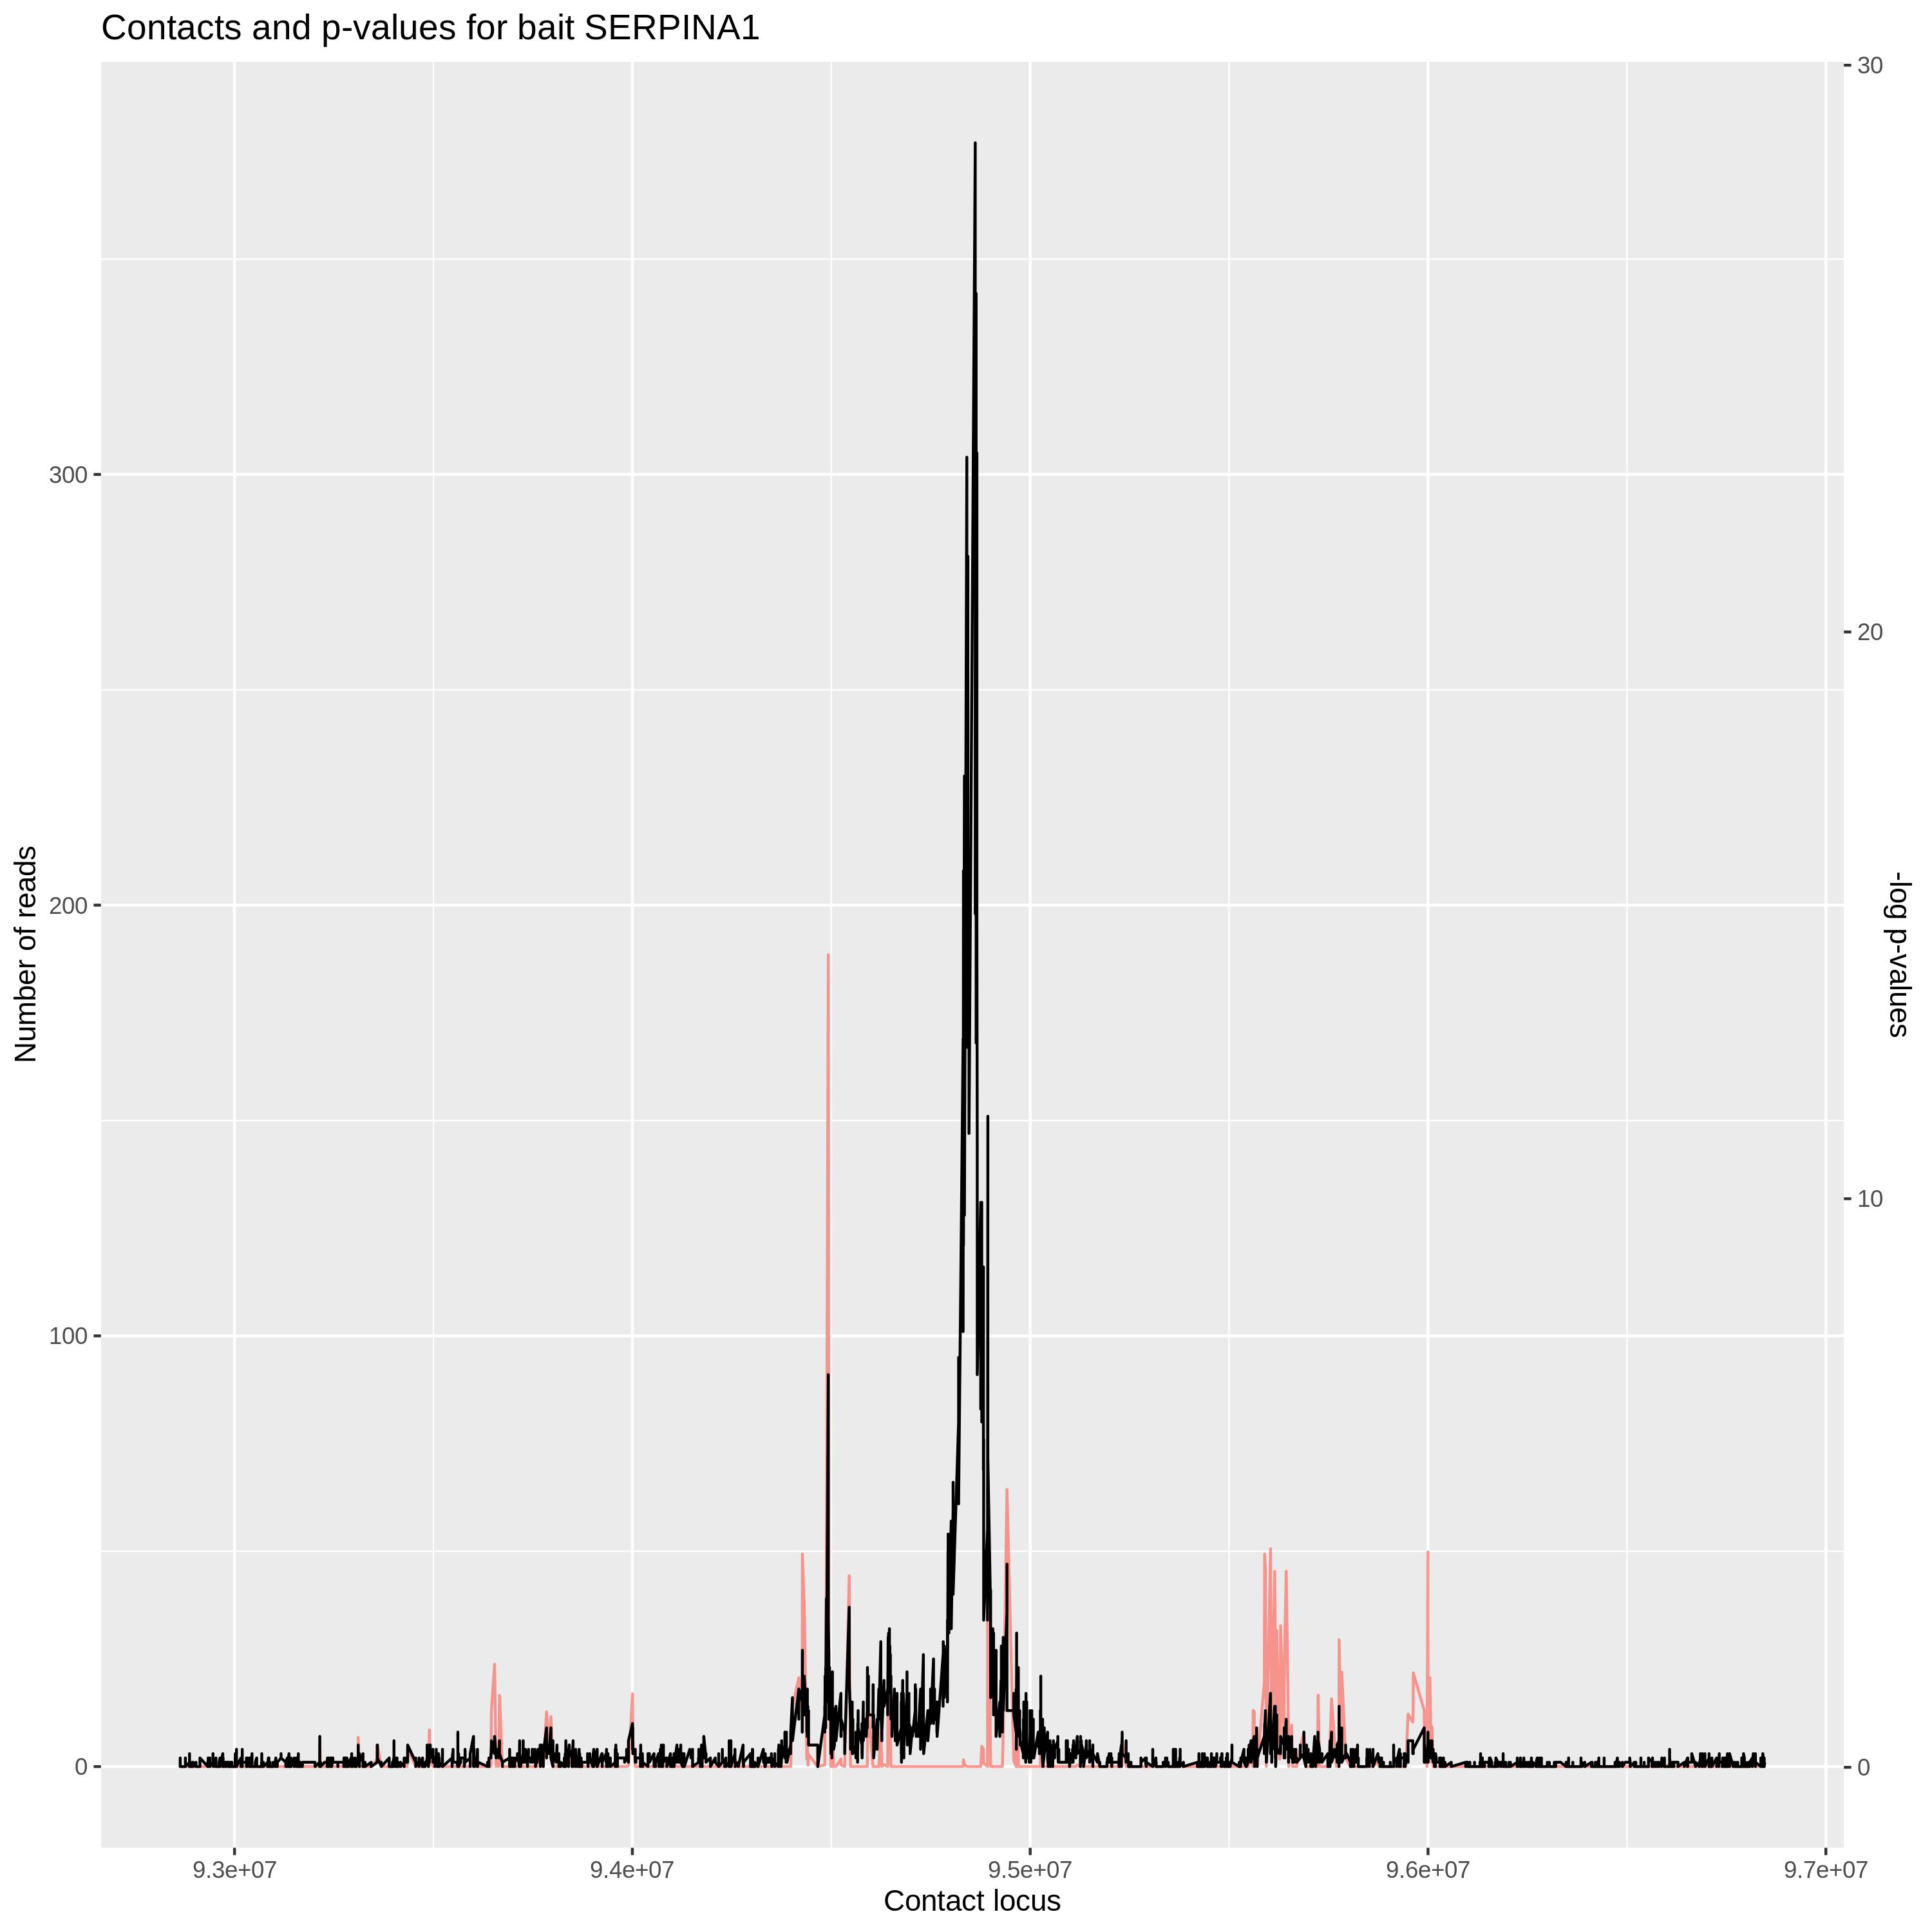 Contacts and p-values for bait SERPINA1
30
300
20
200
Number of reads
-log p-values
10
100
0
0
9.3e+07
9.4e+07
9.5e+07
9.6e+07
9.7e+07
Contact locus